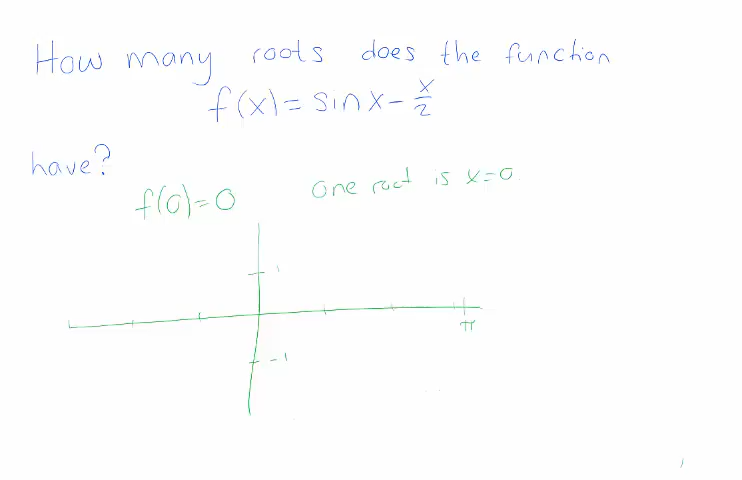 How many roots does the function
f(x) = sin x - x/2
have?
f(0) = 0
One root is x = 0.
1
π
-1